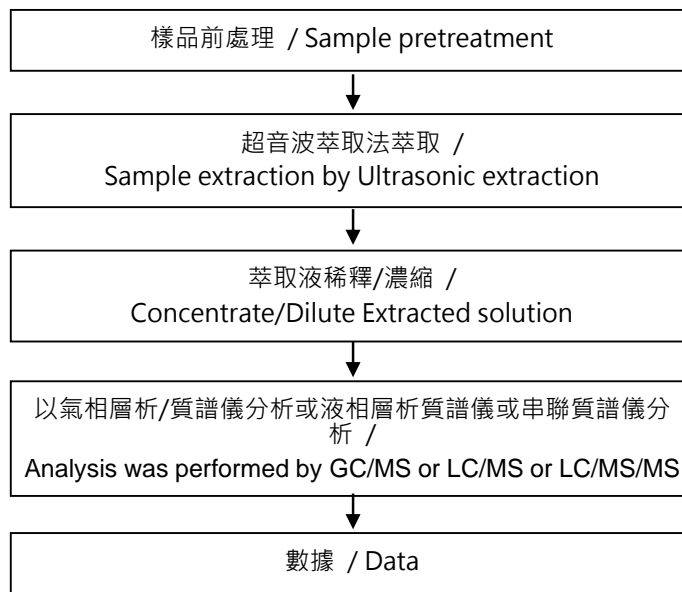 樣品前處理 / Sample pretreatment
超音波萃取法萃取 /
Sample extraction by Ultrasonic extraction
萃取液稀釋/濃縮 /
Concentrate/Dilute Extracted solution
以氣相層析/質譜儀分析或液相層析質譜儀或串聯質譜儀分
析 /
Analysis was performed by GC/MS or LC/MS or LC/MS/MS
數據 / Data